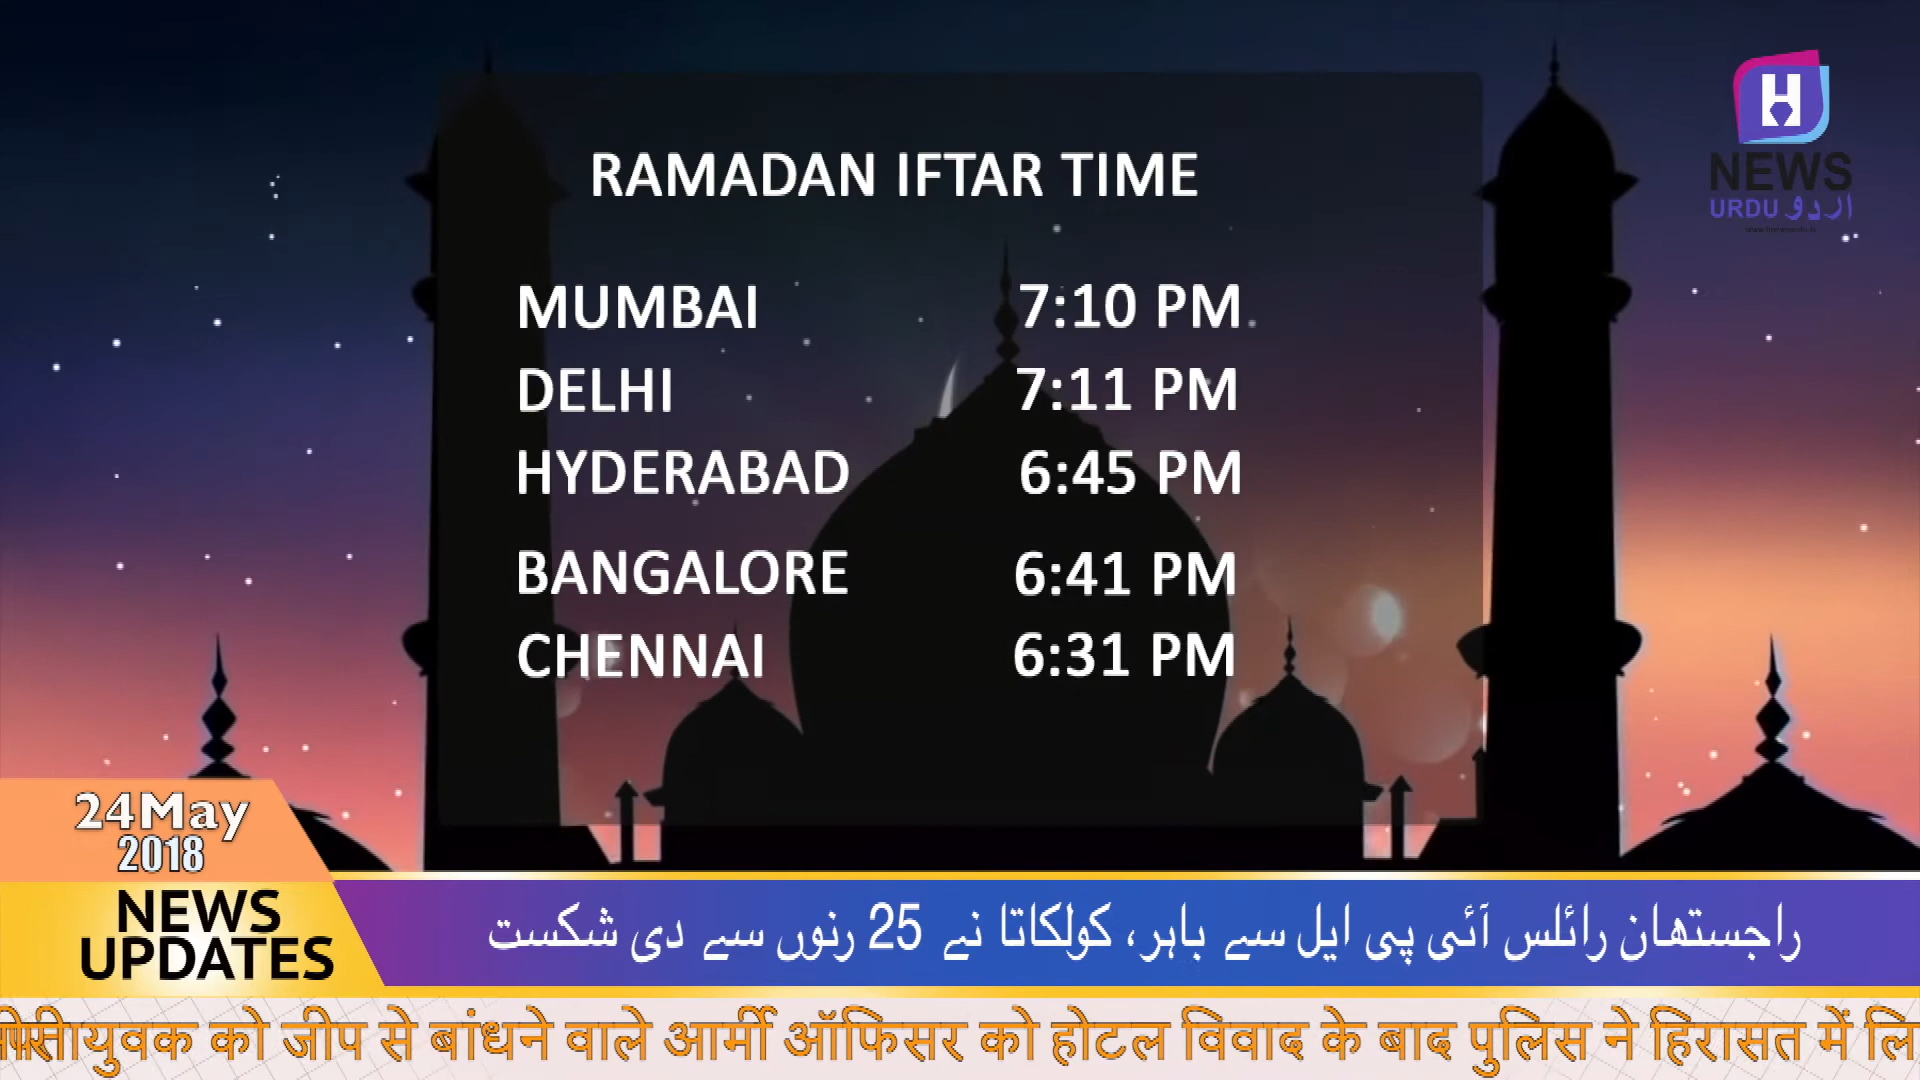 RAMADAN IFTAR TIME
MUMBAI 7:10 PM
DELHI 7:11 PM
HYDERABAD 6:45 PM
BANGALORE 6:41 PM
CHENNAI 6:31 PM
H
NEWS
URDU اردو
24May
2018
NEWS
UPDATES
راجستھان رائلس آئی پی ایل سے باہر، کولکاتا نے 25 رنوں سے دی شکست
युवक को जीप से बांधने वाले आर्मी ऑफिसर को होटल विवाद के बाद पुलिस ने हिरासत में लि